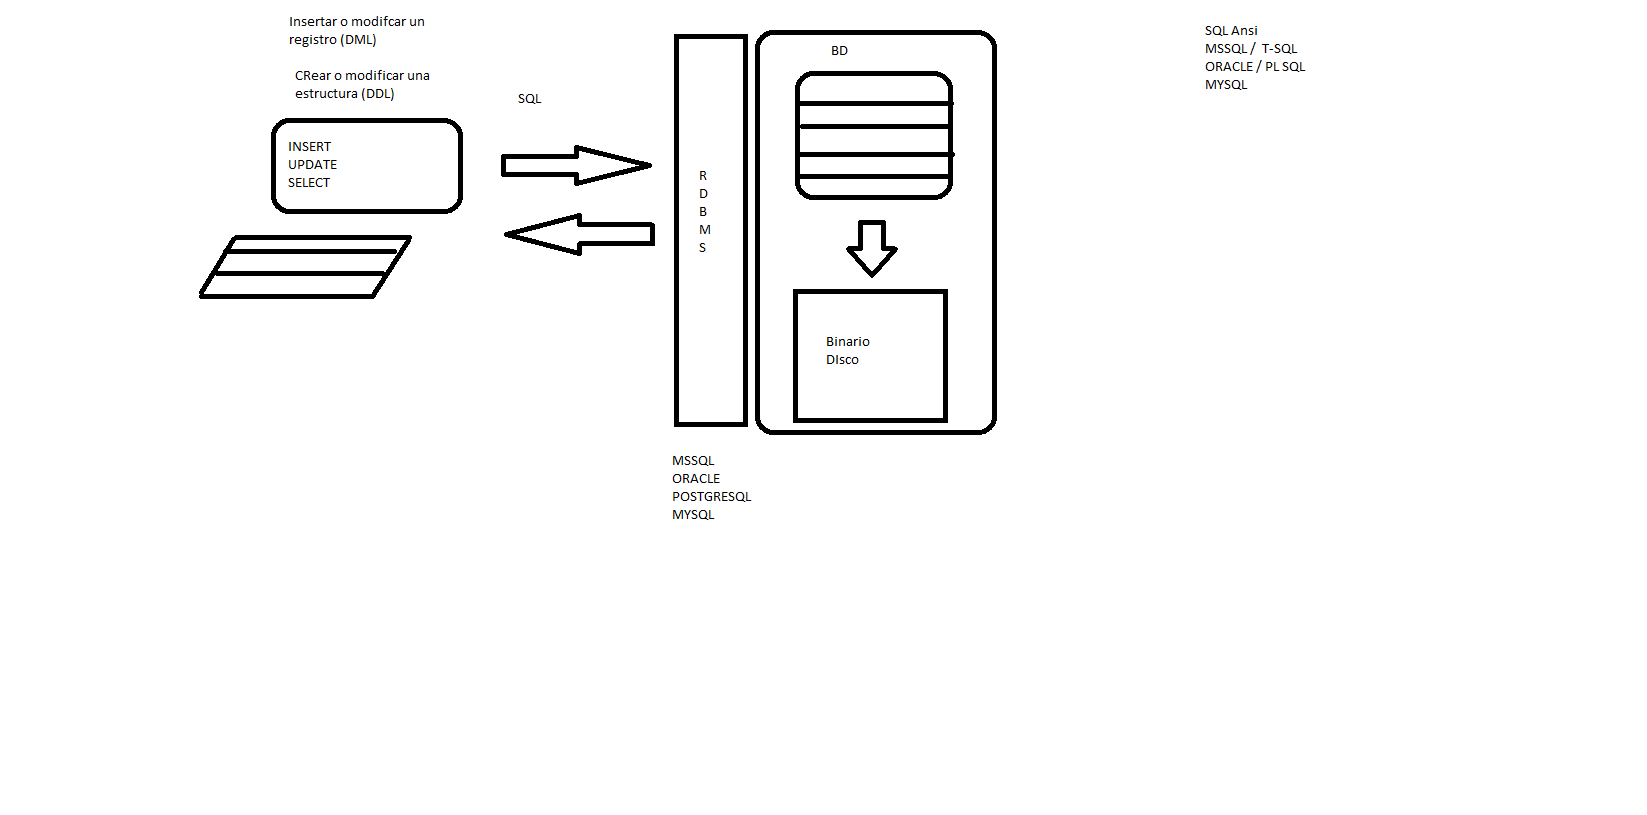 Insertar o modifcar un
registro (DML)
CRear o modificar una
estructura (DDL)
SQL
INSERT
UPDATE
SELECT
R
D
B
M
S
BD
Binario
DIsco
MSSQL
ORACLE
POSTGRESQL
MYSQL
SQL Ansi
MSSQL / T-SQL
ORACLE / PL SQL
MYSQL